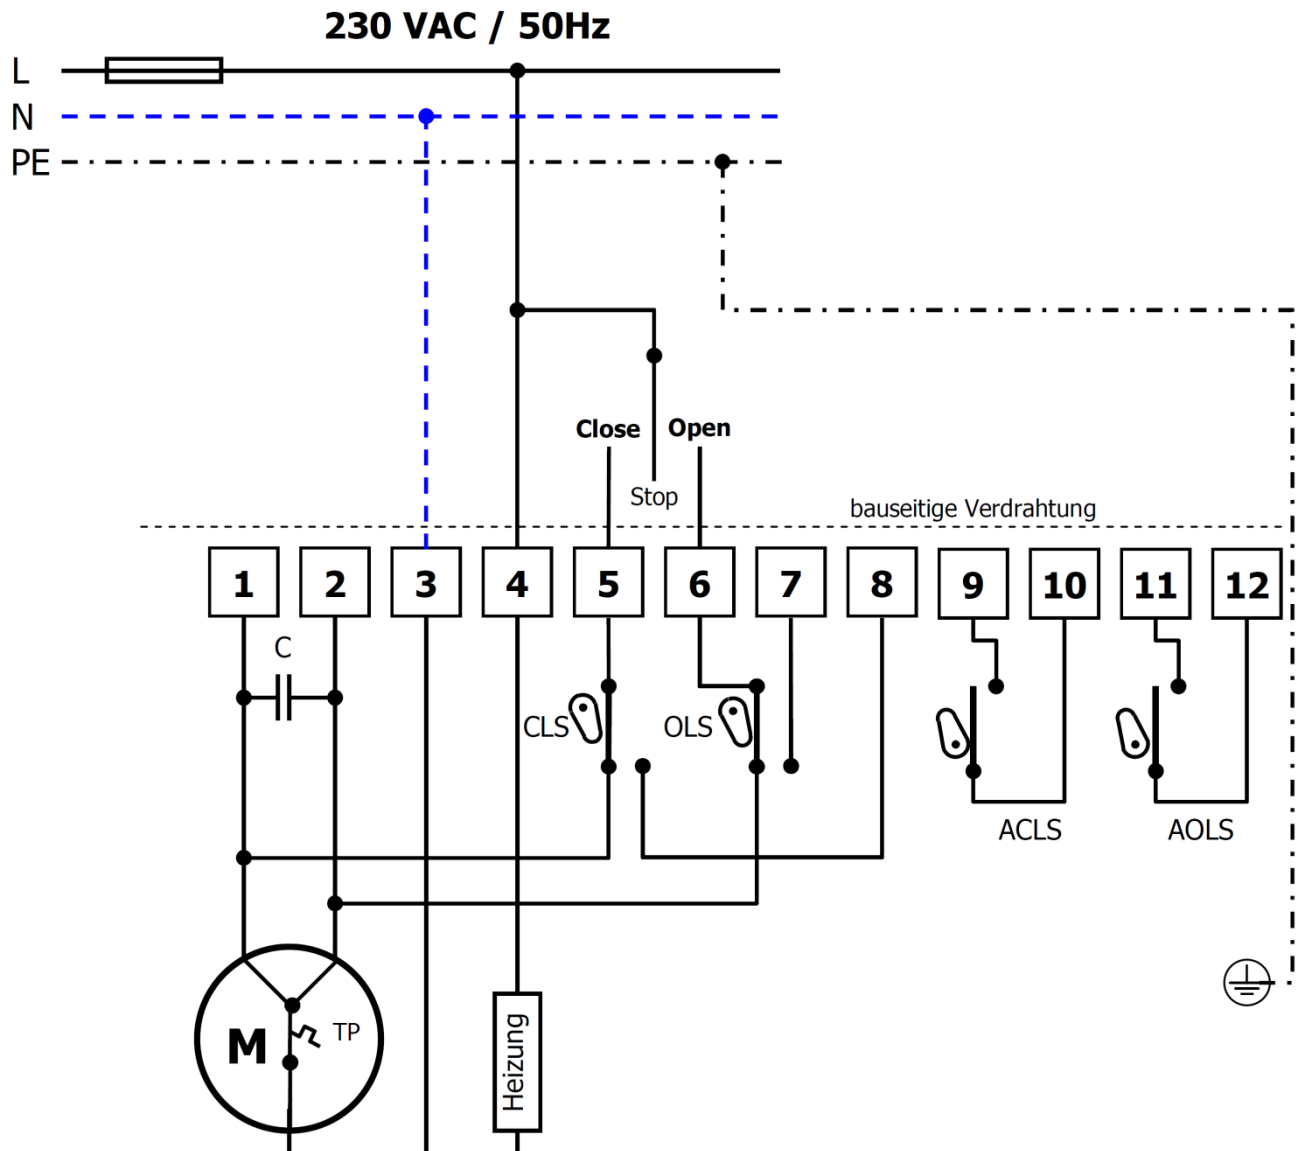 230 VAC / 50Hz
L
N
PE
Close Open
Stop
bauseitige Verdrahtung
1 2 3 4 5 6 7 8 9 10 11 12
C
CLS OLS
ACLS AOLS
M TP
Heizung